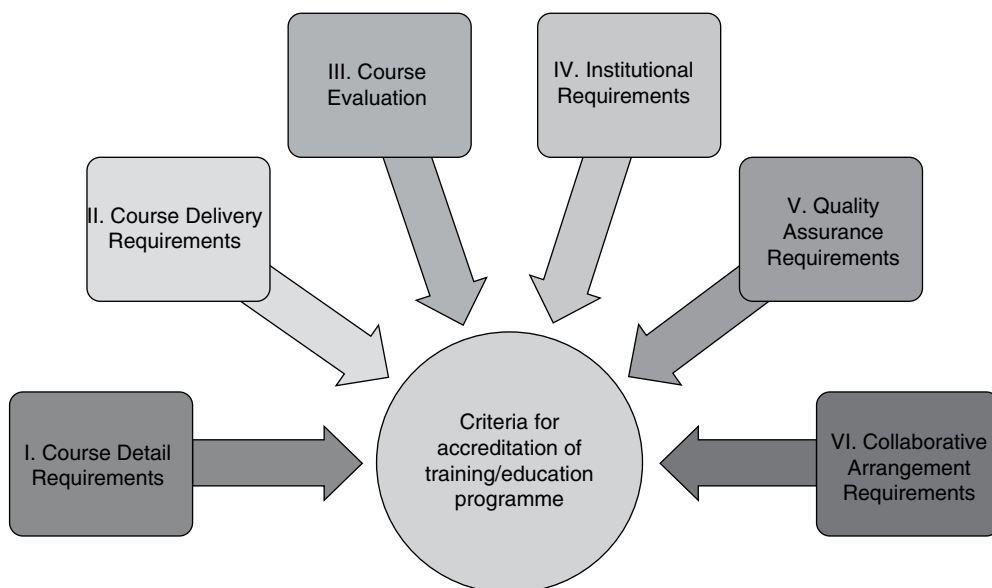 I. Course Detail
Requirements
II. Course Delivery
Requirements
III. Course
Evaluation
IV. Institutional
Requirements
V. Quality
Assurance
Requirements
VI. Collaborative
Arrangement
Requirements
Criteria for
accreditation of
training/education
programme